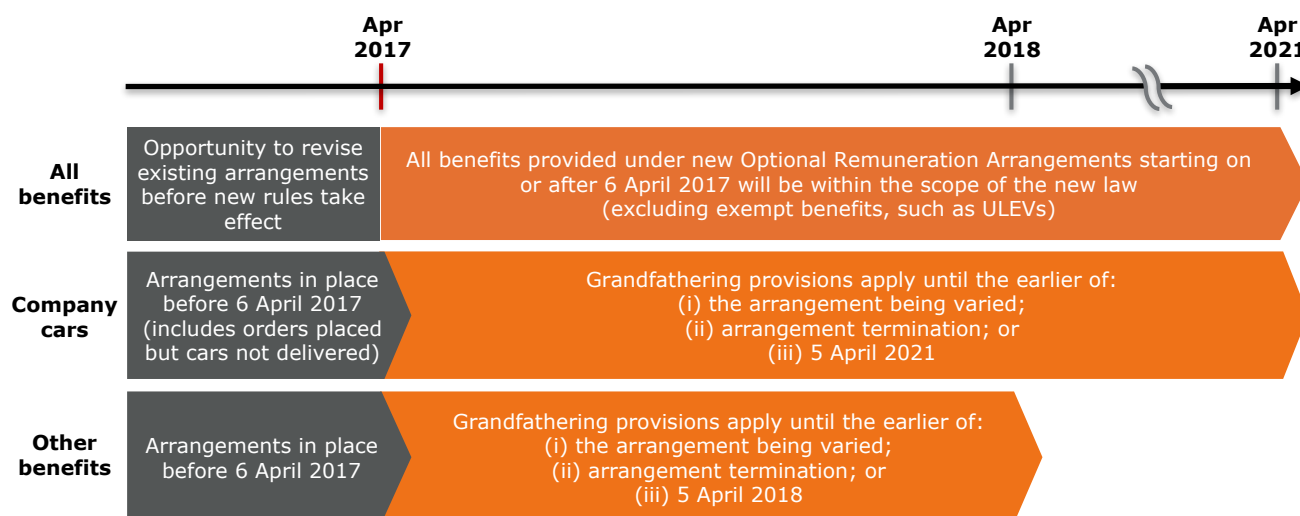 Apr
2017
Apr
2018
Apr
2021
All
benefits
Opportunity to revise
existing arrangements
before new rules take
effect
All benefits provided under new Optional Remuneration Arrangements starting on
or after 6 April 2017 will be within the scope of the new law
(excluding exempt benefits, such as ULEVs)
Company
cars
Arrangements in place
before 6 April 2017
(includes orders placed
but cars not delivered)
Grandfathering provisions apply until the earlier of:
(i) the arrangement being varied;
(ii) arrangement termination; or
(iii) 5 April 2021
Other
benefits
Arrangements in place
before 6 April 2017
Grandfathering provisions apply until the earlier of:
(i) the arrangement being varied;
(ii) arrangement termination; or
(iii) 5 April 2018